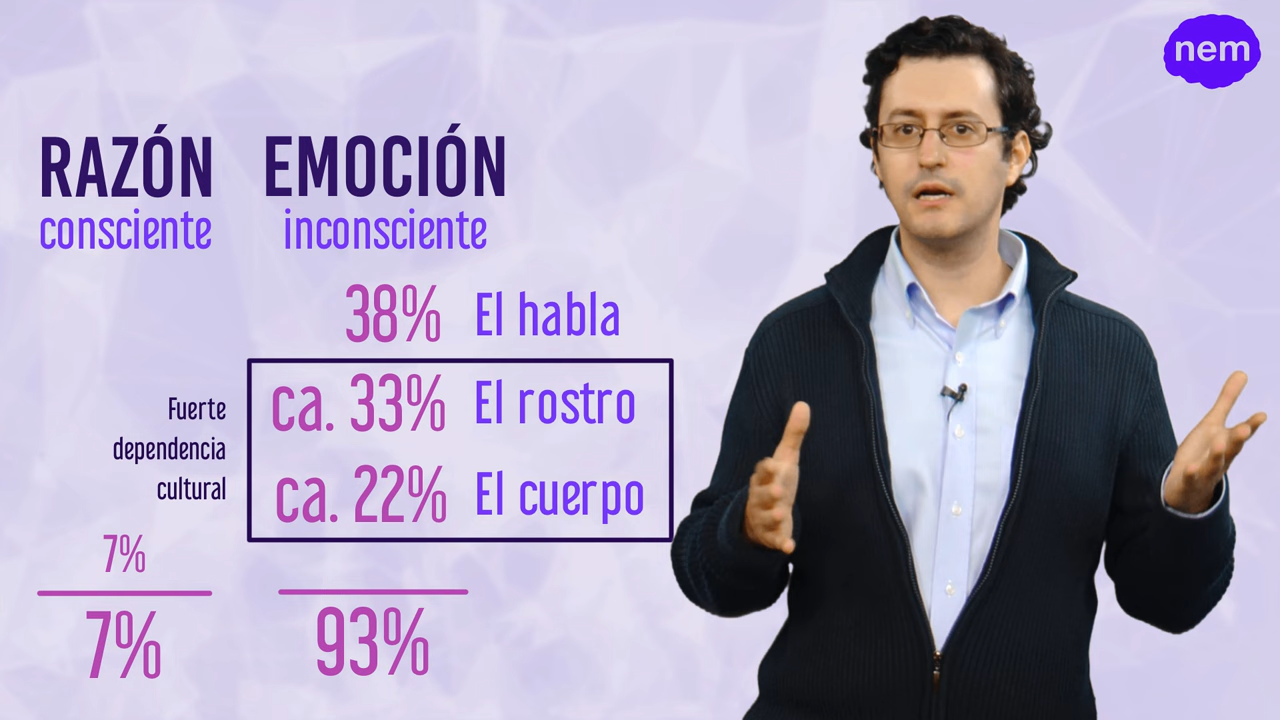 nem
RAZÓN EMOCIÓN
consciente inconsciente
38% El habla
ca. 33% El rostro
Fuerte
dependencia
cultural
ca. 22% El cuerpo
7%
7% 93%